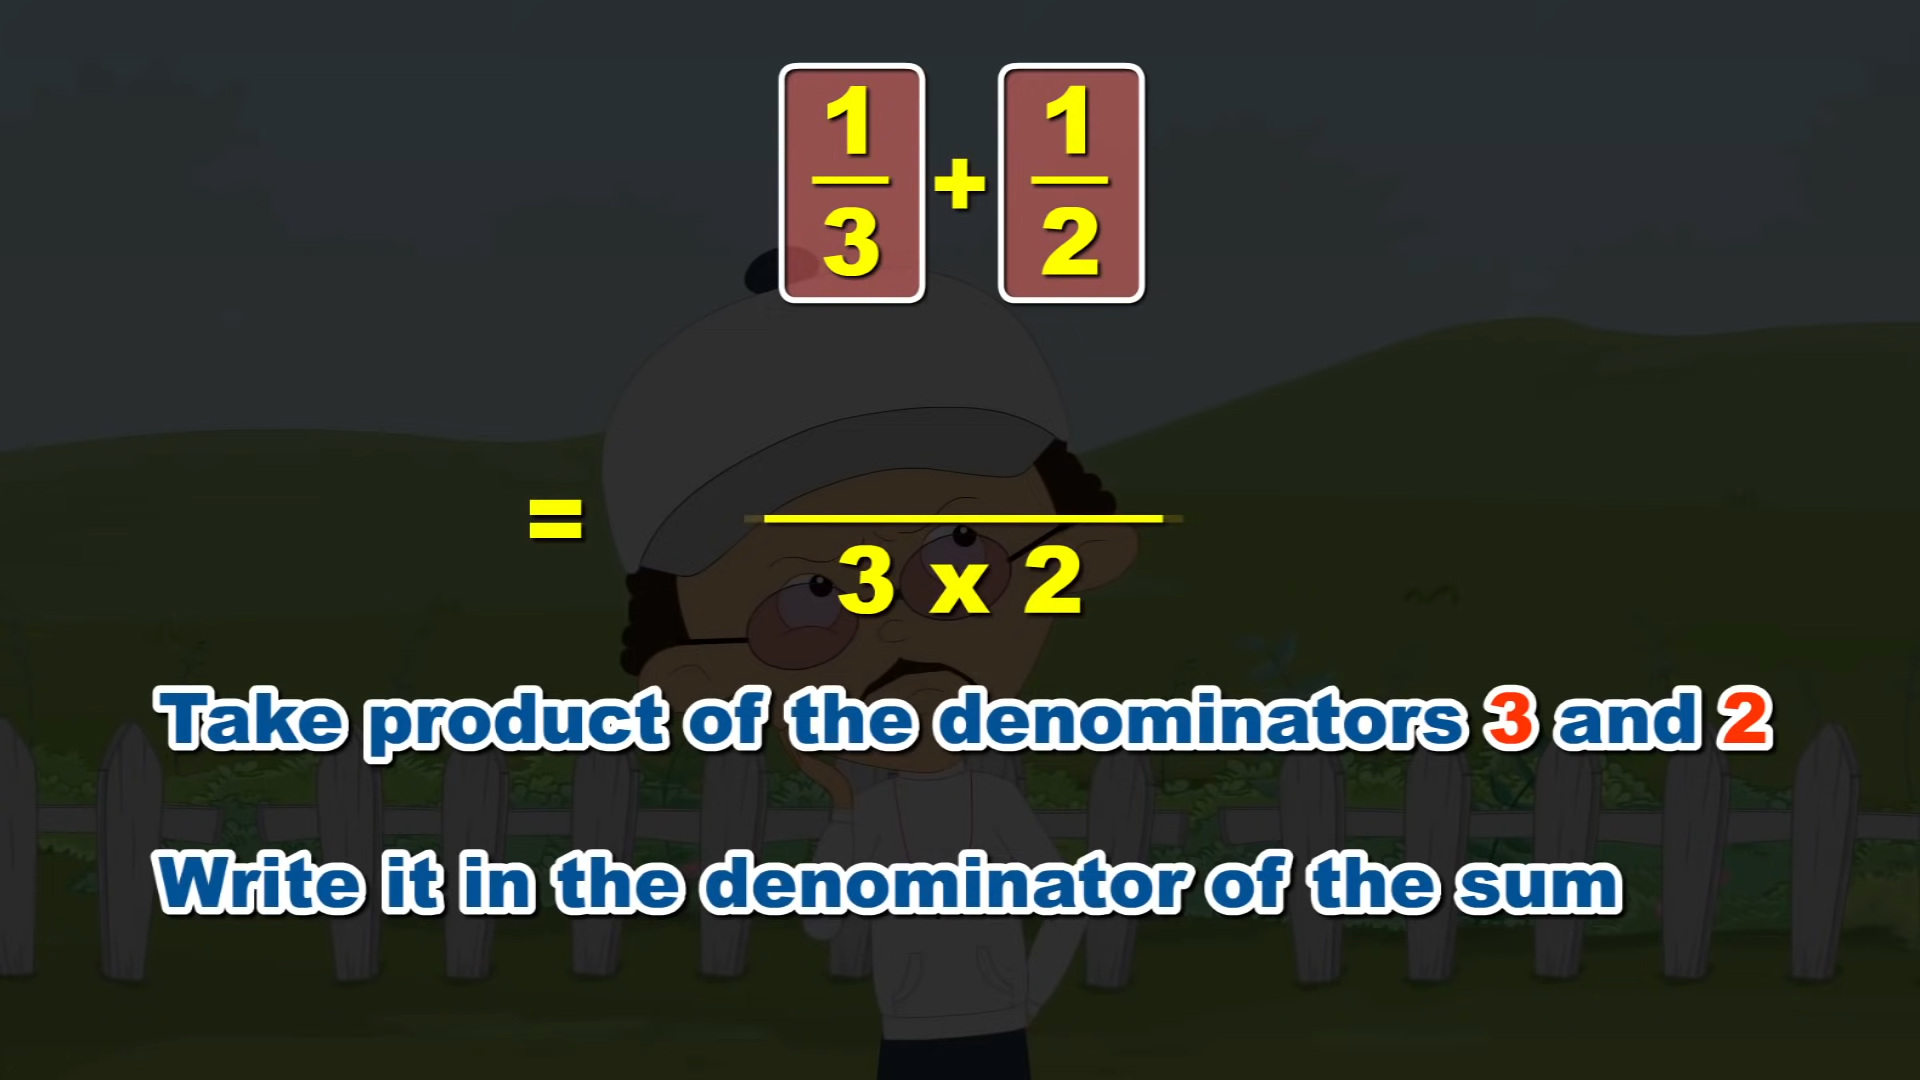 1/3 + 1/2
= 3 x 2
Take product of the denominators 3 and 2
Write it in the denominator of the sum